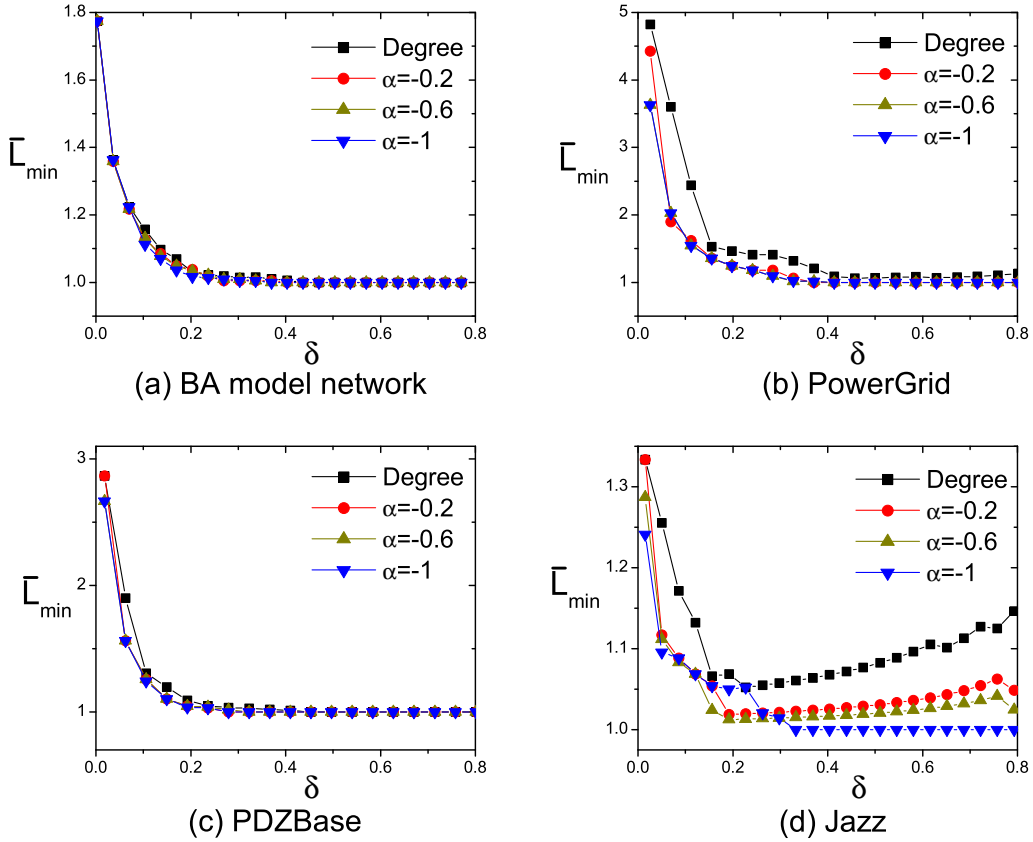 1.8
1.6
1.4
1.2
1.0
L̄min
0.0
0.2
0.4
0.6
0.8
δ
Degree
α=-0.2
α=-0.6
α=-1
(a) BA model network
5
4
3
2
1
L̄min
0.0
0.2
0.4
0.6
0.8
δ
Degree
α=-0.2
α=-0.6
α=-1
(b) PowerGrid
3
2
1
L̄min
0.0
0.2
0.4
0.6
0.8
δ
Degree
α=-0.2
α=-0.6
α=-1
(c) PDZBase
1.3
1.2
1.1
1.0
L̄min
0.0
0.2
0.4
0.6
0.8
δ
Degree
α=-0.2
α=-0.6
α=-1
(d) Jazz